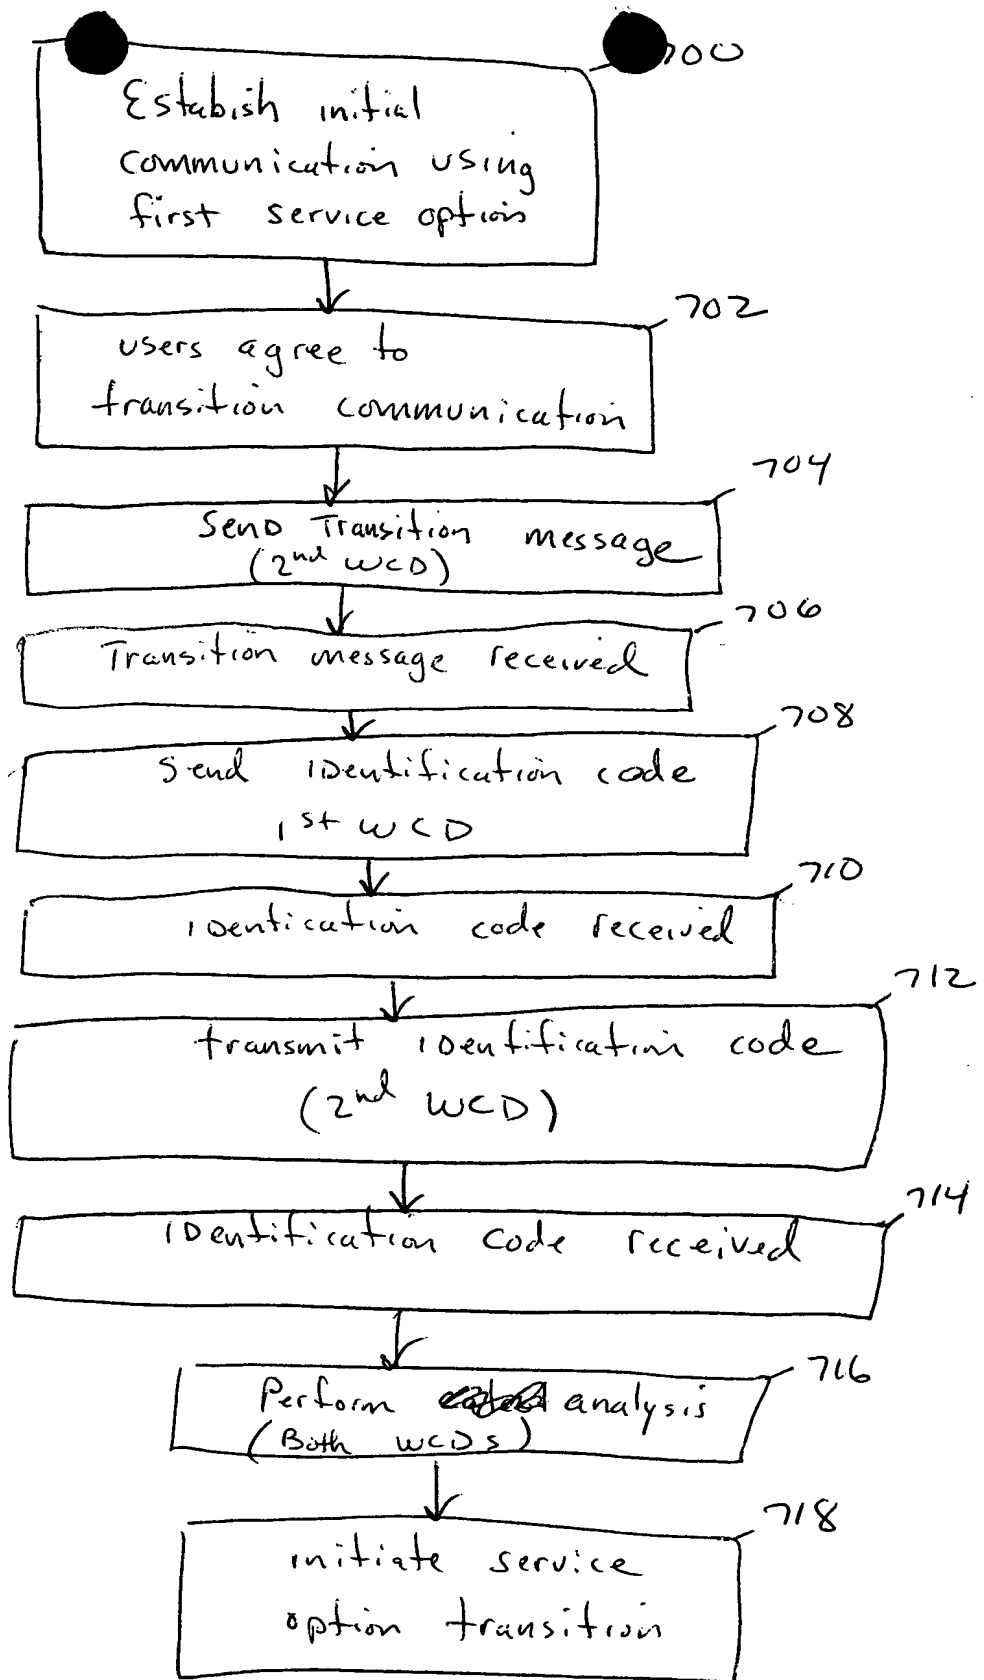 700
Estabish initial
communication using
first service option
702
users agree to
transition communication
704
Send Transition message
(2nd WCD)
706
Transition message received
708
Send IDentification code
1st WCD
710
IDentication code received
712
transmit IDentification code
(2nd WCD)
714
IDentification code received
716
Perform analysis
(Both WCDs)
718
initiate service
option transition